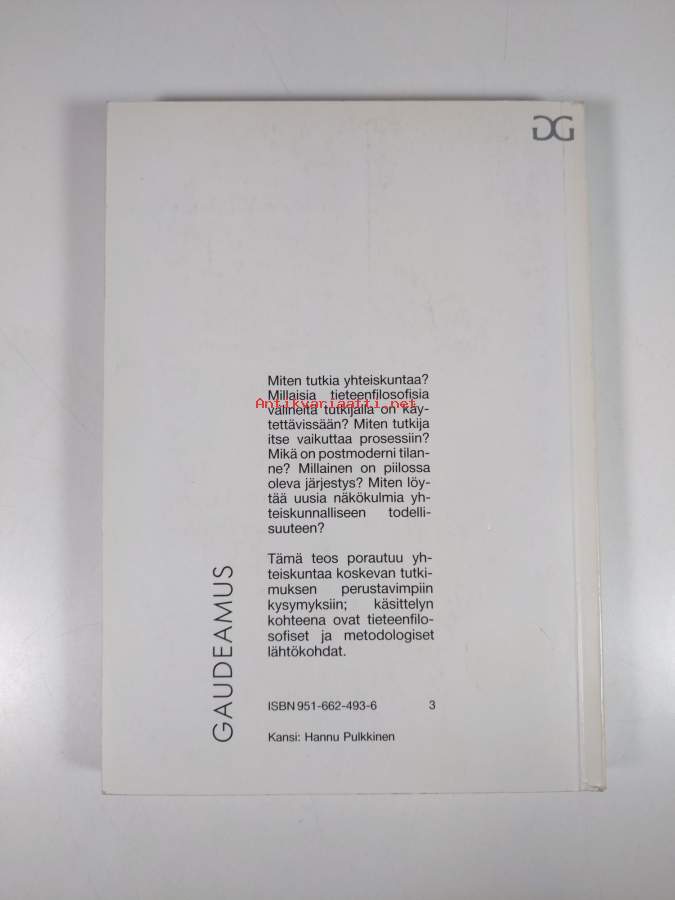 GG
Miten tutkia yhteiskuntaa?
Millaisia tieteenfilosofisia
välineitä tutkijalla on käy-
tettävissään? Miten tutkija
itse vaikuttaa prosessiin?
Mikä on postmoderni tilan-
ne? Millainen on piilossa
oleva järjestys? Miten löy-
tää uusia näkökulmia yh-
teiskunnalliseen todelli-
suuteen?
Tämä teos porautuu yh-
teiskuntaa koskevan tutki-
muksen perustavimpiin
kysymyksiin; käsittelyn
kohteena ovat tieteenfilo-
sofiset ja metodologiset
lähtökohdat.
ISBN 951-662-493-6 3
Kansi: Hannu Pulkkinen
GAUDEAMUS
Antikvariaatti.net